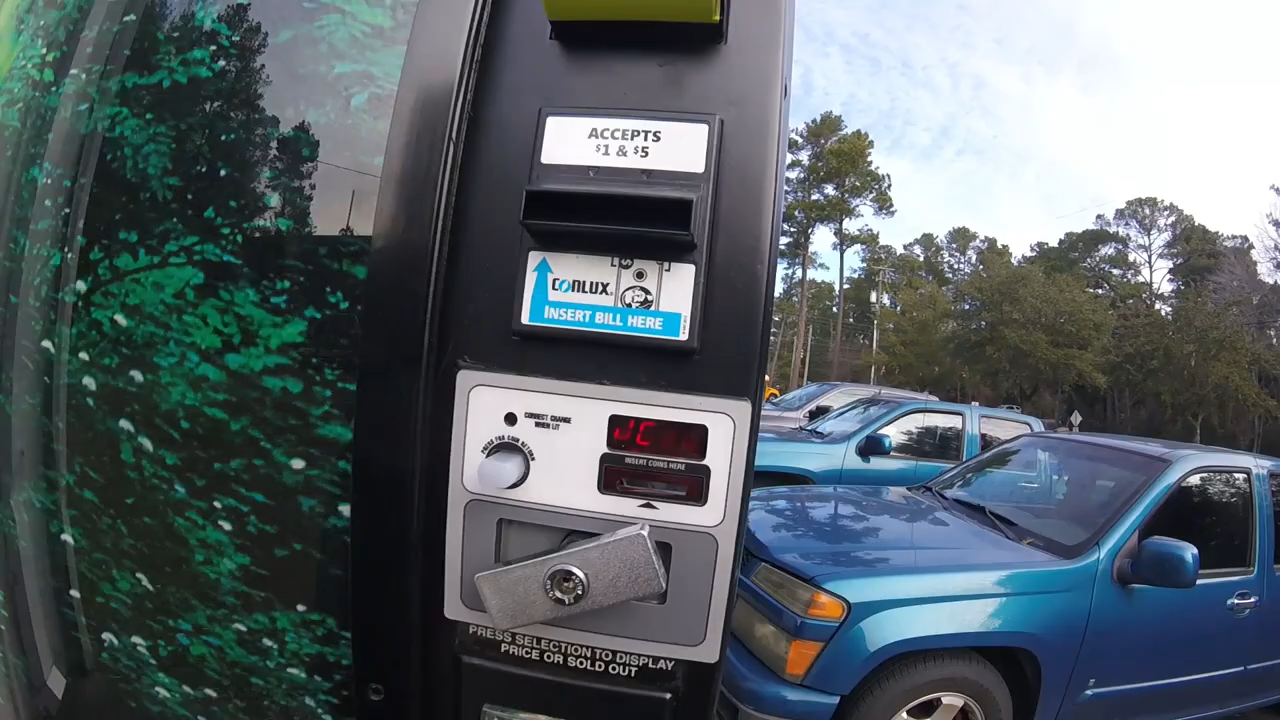 ACCEPTS
$1 & $5
CONLUX
INSERT BILL HERE
CORRECT CHANGE
WHEN LIT
PRESS FOR COIN RETURN
JC
INSERT COINS HERE
PRESS SELECTION TO DISPLAY
PRICE OR SOLD OUT